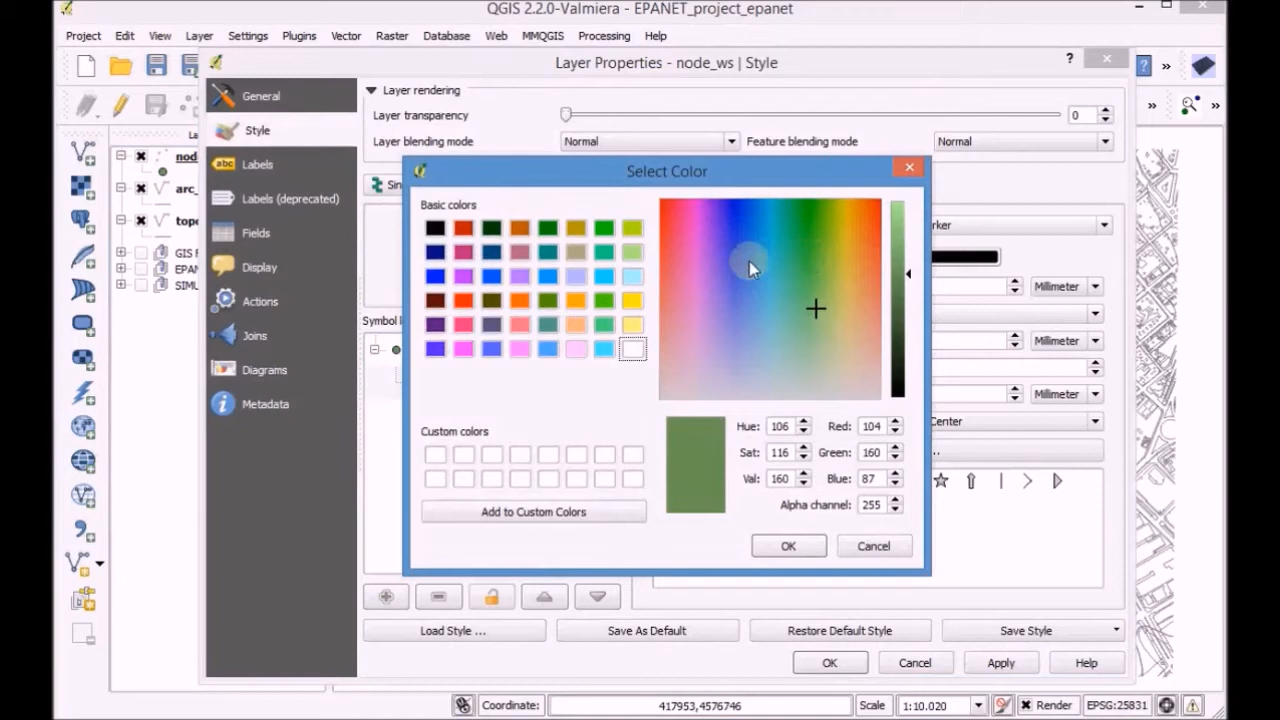 QGIS 2.2.0-Valmiera - EPANET_project_epanet
Project Edit View Layer Settings Plugins Vector Raster Database Web MMQGIS Processing Help
Layer Properties - node_ws | Style
General
Style
Labels
Labels (deprecated)
Fields
Display
Actions
Joins
Diagrams
Metadata
Layer rendering
Layer transparency 0
Layer blending mode Normal Feature blending mode Normal
Select Color
Basic colors
Custom colors
Add to Custom Colors
Hue: 106 Red: 104
Sat: 116 Green: 160
Val: 160 Blue: 87
Alpha channel: 255
OK Cancel
Millimeter
Millimeter
Millimeter
Load Style ... Save As Default Restore Default Style Save Style
OK Cancel Apply Help
Coordinate: 417953,4576746 Scale 1:10.020 Render EPSG:25831